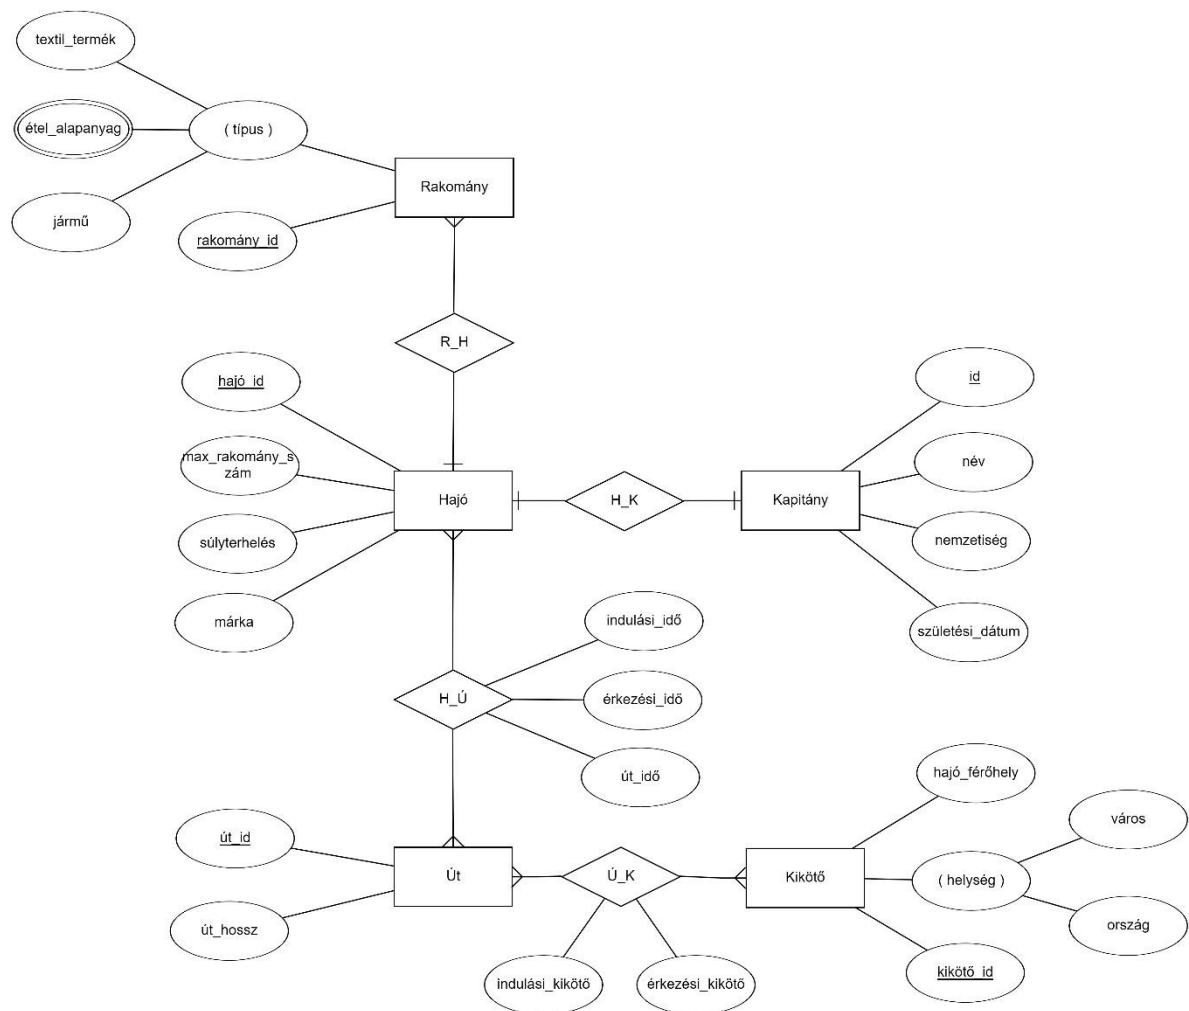 textil_termék
étel_alapanyag
( típus )
jármű
Rakomány
rakomány_id
R_H
hajó_id
max_rakomány_s
zám
súlyterhelés
márka
Hajó
H_K
Kapitány
id
név
nemzetiség
születési_dátum
indulási_idő
H_Ú
érkezési_idő
út_idő
út_id
út_hossz
Út
Ú_K
indulási_kikötő
érkezési_kikötő
Kikötő
hajó_férőhely
( helység )
város
ország
kikötő_id